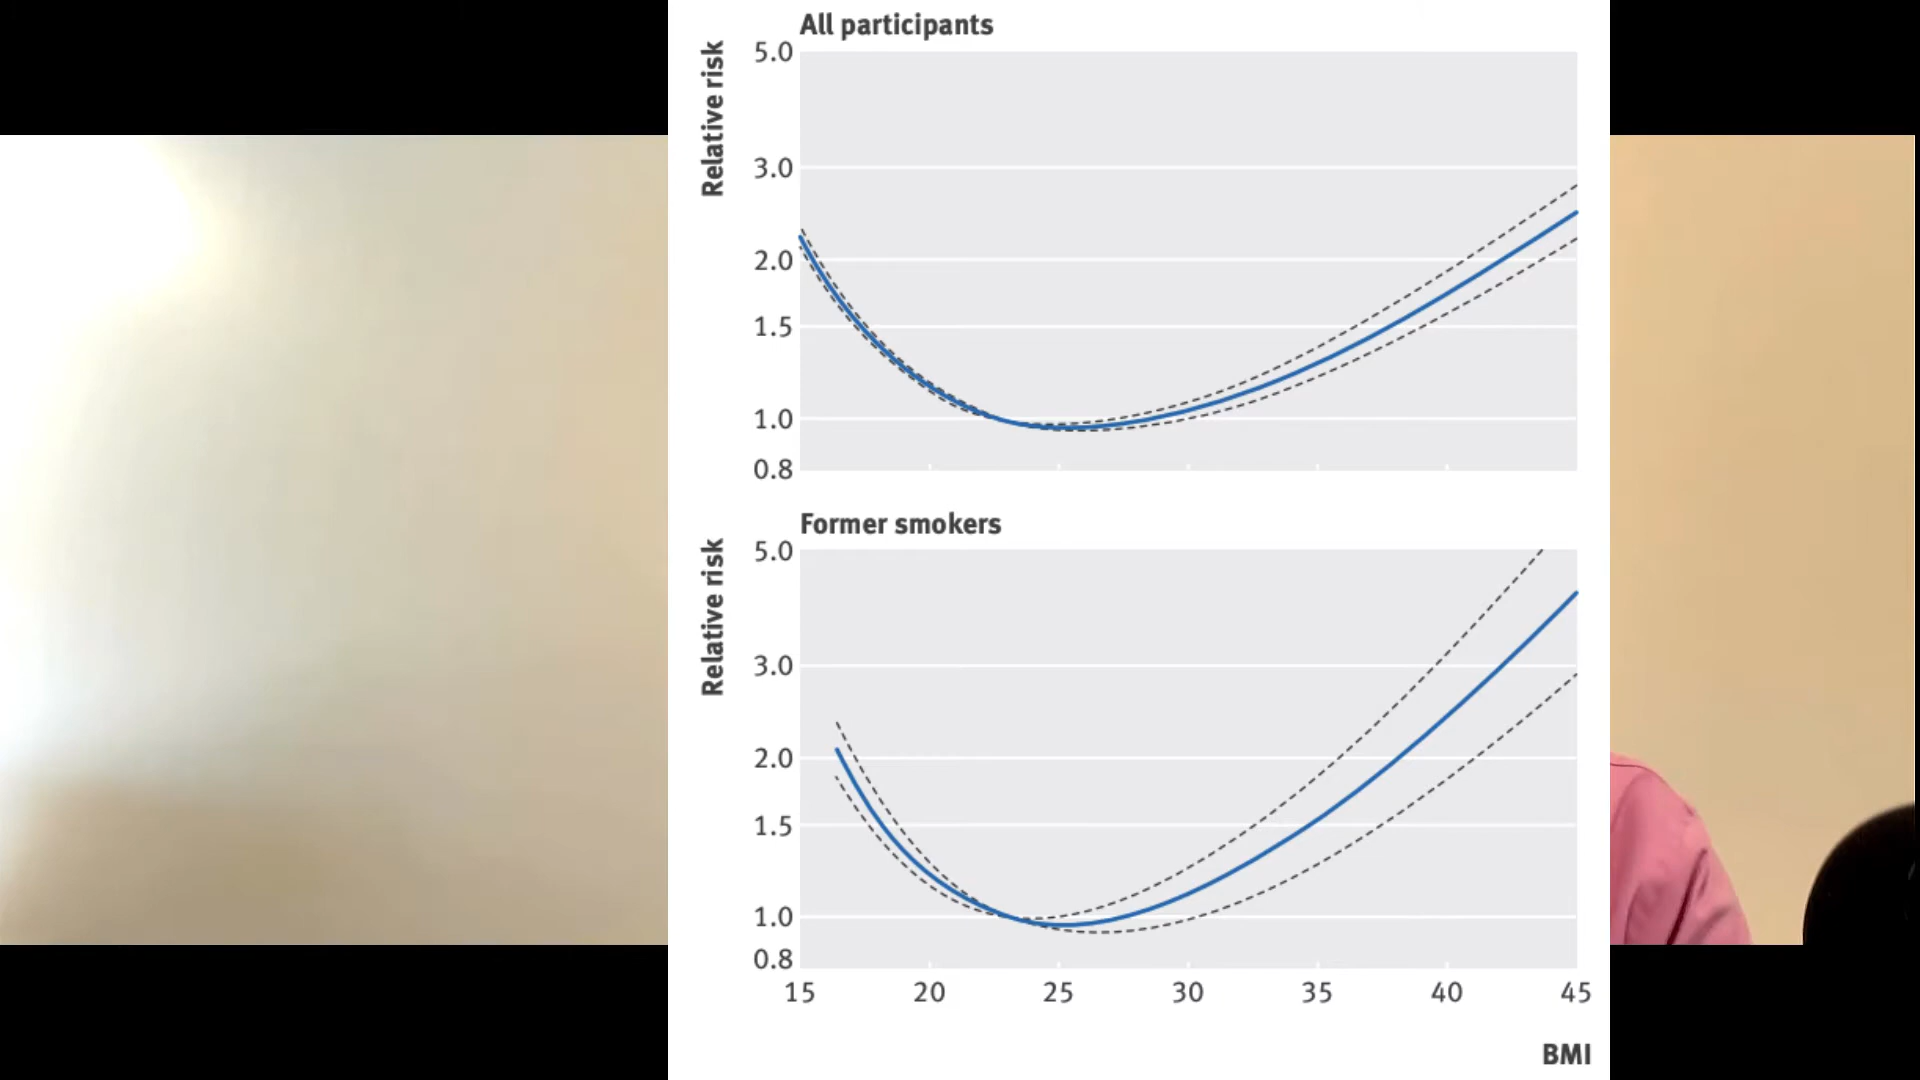 All participants
Relative risk
5.0
3.0
2.0
1.5
1.0
0.8
Former smokers
Relative risk
5.0
3.0
2.0
1.5
1.0
0.8
15 20 25 30 35 40 45
BMI